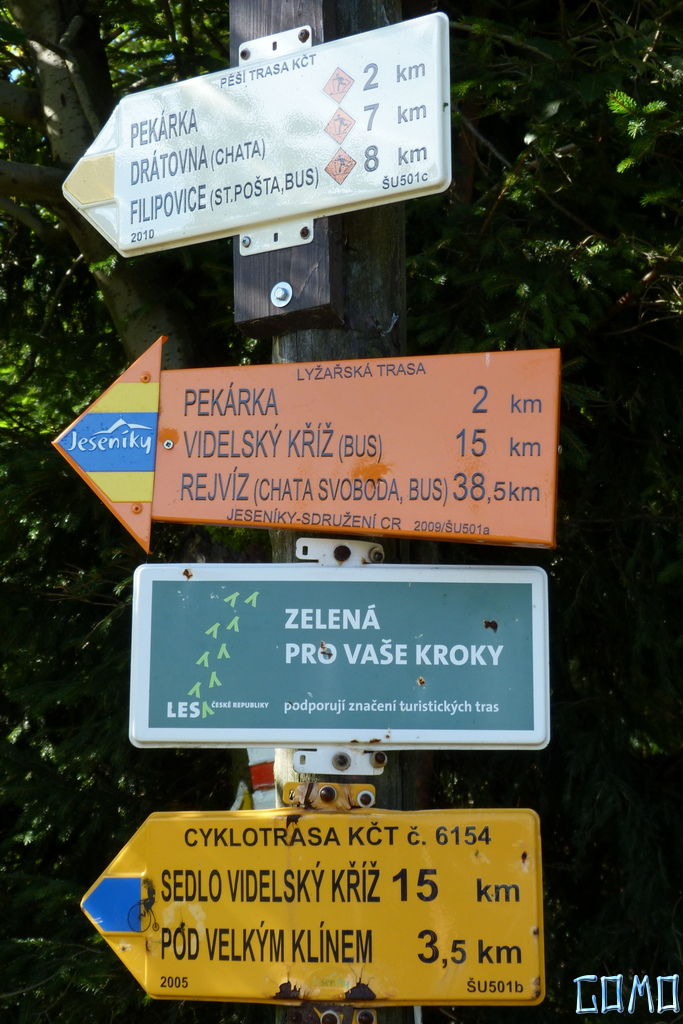 PĚŠÍ TRASA KČT
PEKÁRKA 2 km
DRÁTOVNA (CHATA) 7 km
FILIPOVICE (ST.POŠTA,BUS) 8 km
2010 ŠU501c
LYŽAŘSKÁ TRASA
Jeseníky
PEKÁRKA 2 km
VIDELSKÝ KŘÍŽ (BUS) 15 km
REJVÍZ (CHATA SVOBODA, BUS) 38,5km
JESENÍKY-SDRUŽENÍ CR 2009/ŠU501a
ZELENÁ
PRO VAŠE KROKY
LESY ČESKÉ REPUBLIKY podporují značení turistických tras
CYKLOTRASA KČT č. 6154
SEDLO VIDELSKÝ KŘÍŽ 15 km
POD VELKÝM KLÍNEM 3,5 km
2005 ŠU501b
COMO